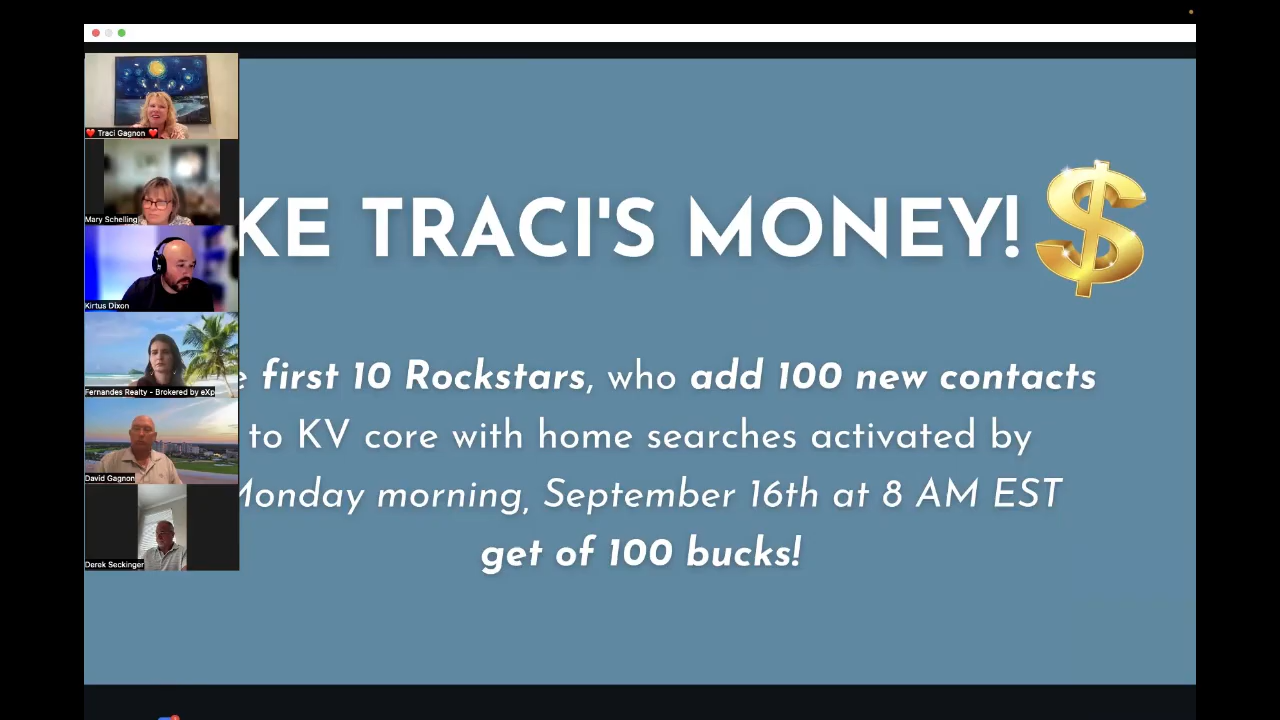 Traci Gagnon
Mary Schelling
Kirtus Dixon
Fernandes Realty - Brokered by eXp
David Gagnon
Derek Seckinger
KE TRACI'S MONEY!
e first 10 Rockstars, who add 100 new contacts
to KV core with home searches activated by
Monday morning, September 16th at 8 AM EST
get of 100 bucks!